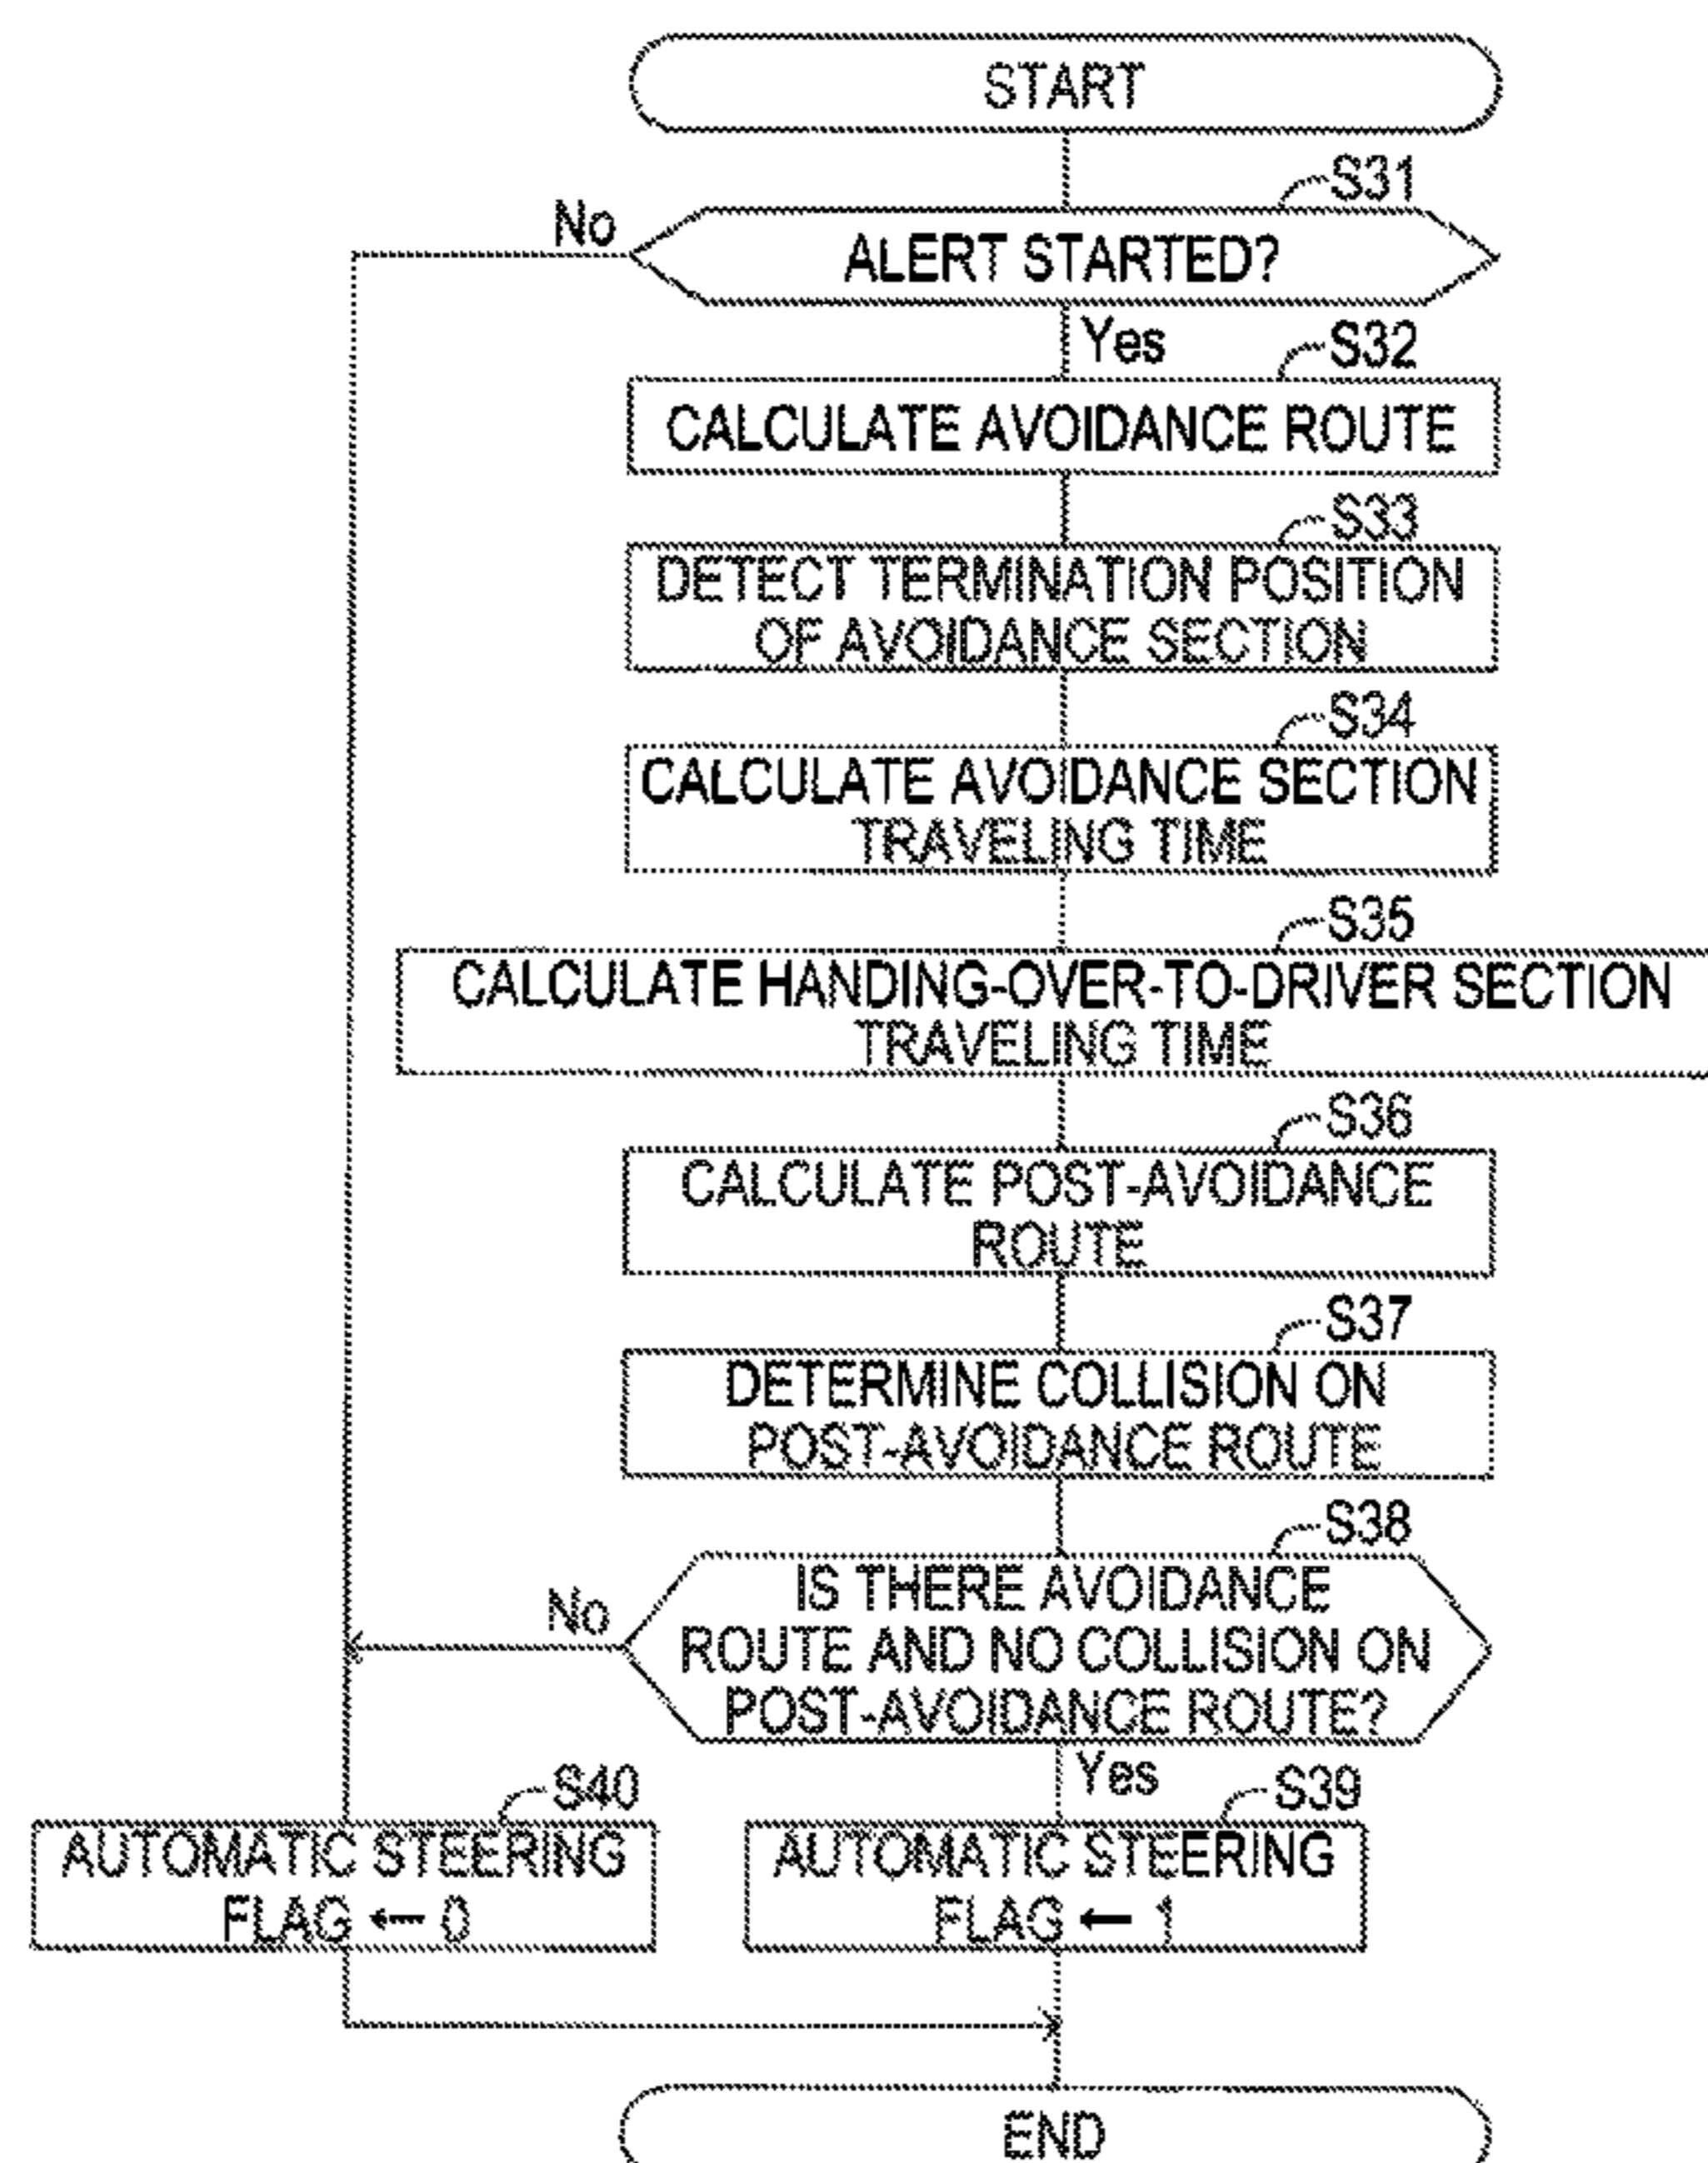 START
S31
No
ALERT STARTED?
Yes
S32
CALCULATE AVOIDANCE ROUTE
S33
DETECT TERMINATION POSITION
OF AVOIDANCE SECTION
S34
CALCULATE AVOIDANCE SECTION
TRAVELING TIME
S35
CALCULATE HANDING-OVER-TO-DRIVER SECTION
TRAVELING TIME
S36
CALCULATE POST-AVOIDANCE
ROUTE
S37
DETERMINE COLLISION ON
POST-AVOIDANCE ROUTE
S38
No
IS THERE AVOIDANCE
ROUTE AND NO COLLISION ON
POST-AVOIDANCE ROUTE?
Yes
S40
AUTOMATIC STEERING
FLAG ← 0
S39
AUTOMATIC STEERING
FLAG ← 1
END